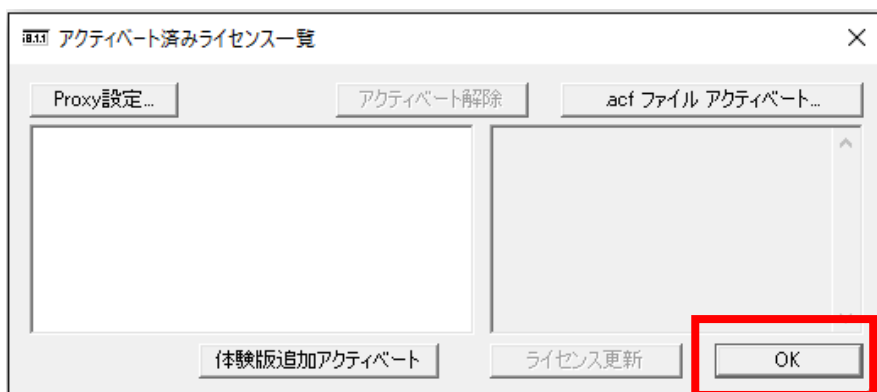 i8.1.1 アクティベート済みライセンス一覧
Proxy設定... アクティベート解除 .acf ファイル アクティベート...
体験版追加アクティベート ライセンス更新 OK